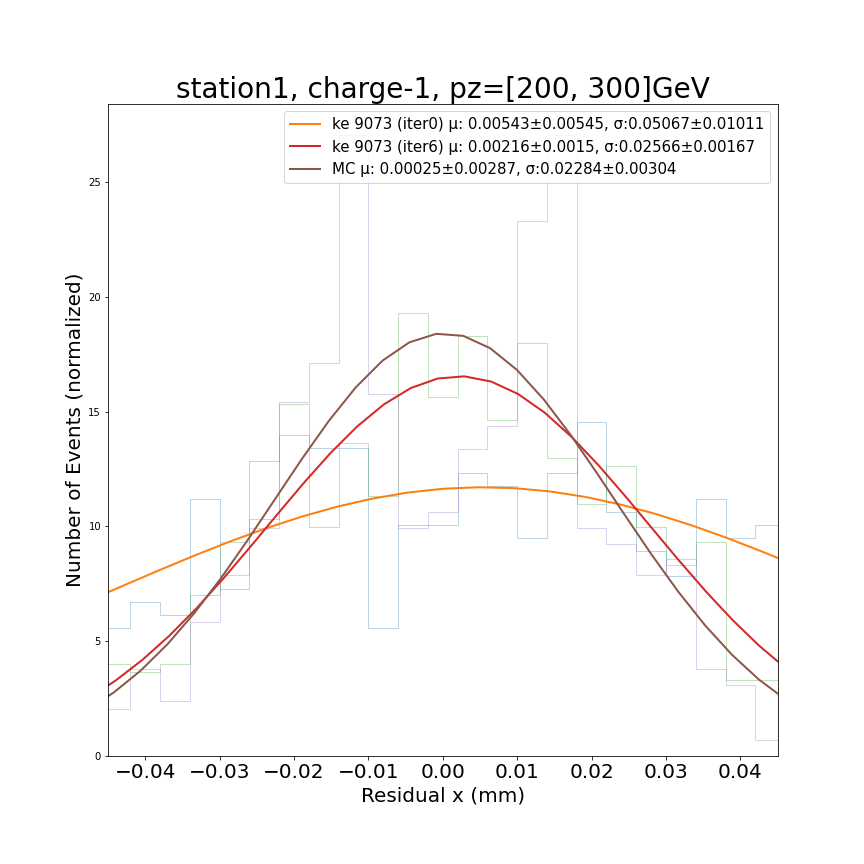 station1, charge-1, pz=[200, 300]GeV
ke 9073 (iter0) μ: 0.00543±0.00545, σ:0.05067±0.01011
ke 9073 (iter6) μ: 0.00216±0.0015, σ:0.02566±0.00167
MC μ: 0.00025±0.00287, σ:0.02284±0.00304
25
20
15
10
5
0
Number of Events (normalized)
−0.04 −0.03 −0.02 −0.01 0.00 0.01 0.02 0.03 0.04
Residual x (mm)